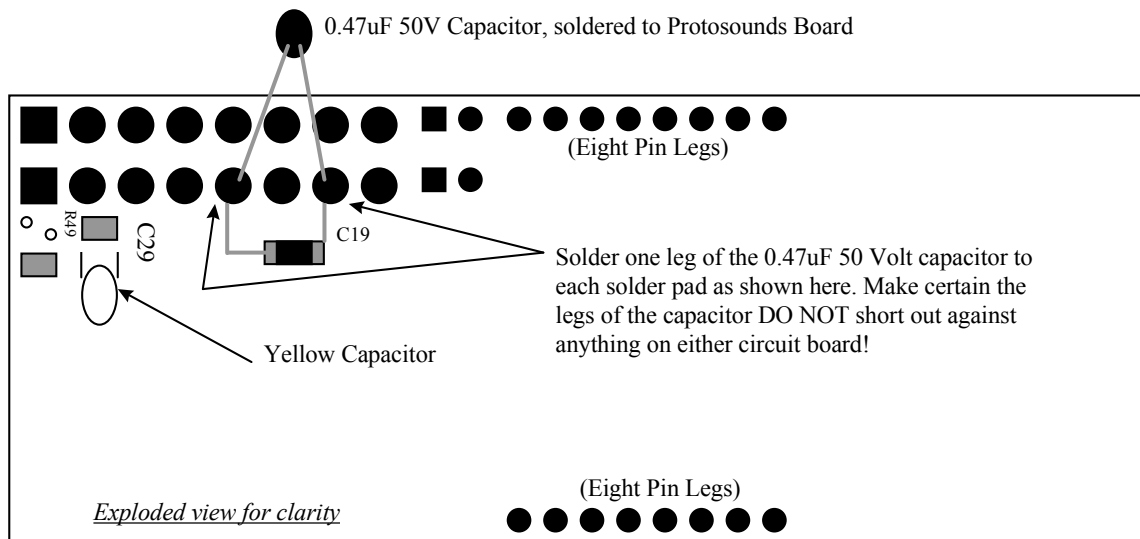 0.47uF 50V Capacitor, soldered to Protosounds Board
(Eight Pin Legs)
R49
C29
C19
Solder one leg of the 0.47uF 50 Volt capacitor to
each solder pad as shown here. Make certain the
legs of the capacitor DO NOT short out against
anything on either circuit board!
Yellow Capacitor
(Eight Pin Legs)
Exploded view for clarity